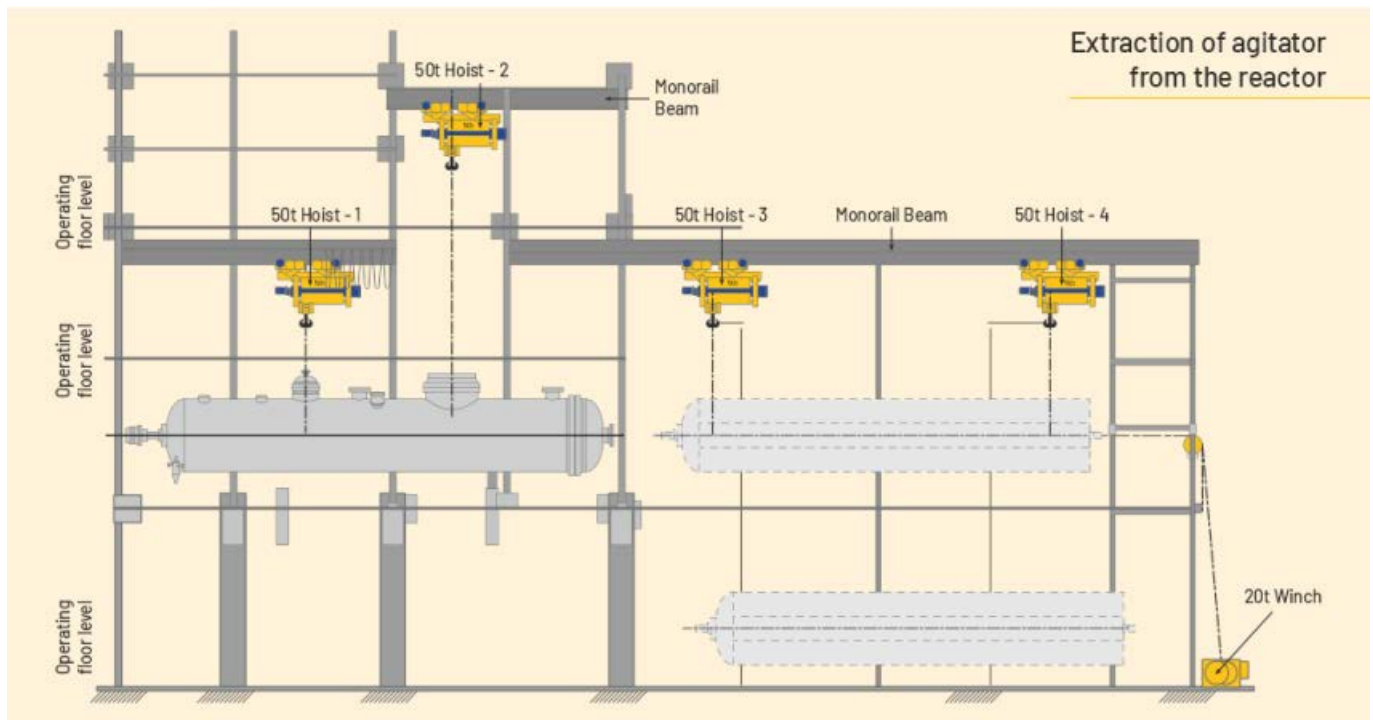 Extraction of agitator
from the reactor
50t Hoist - 2
Monorail
Beam
Operating
floor level
50t Hoist - 1
50t Hoist - 3
Monorail Beam
50t Hoist - 4
Operating
floor level
Operating
floor level
20t Winch